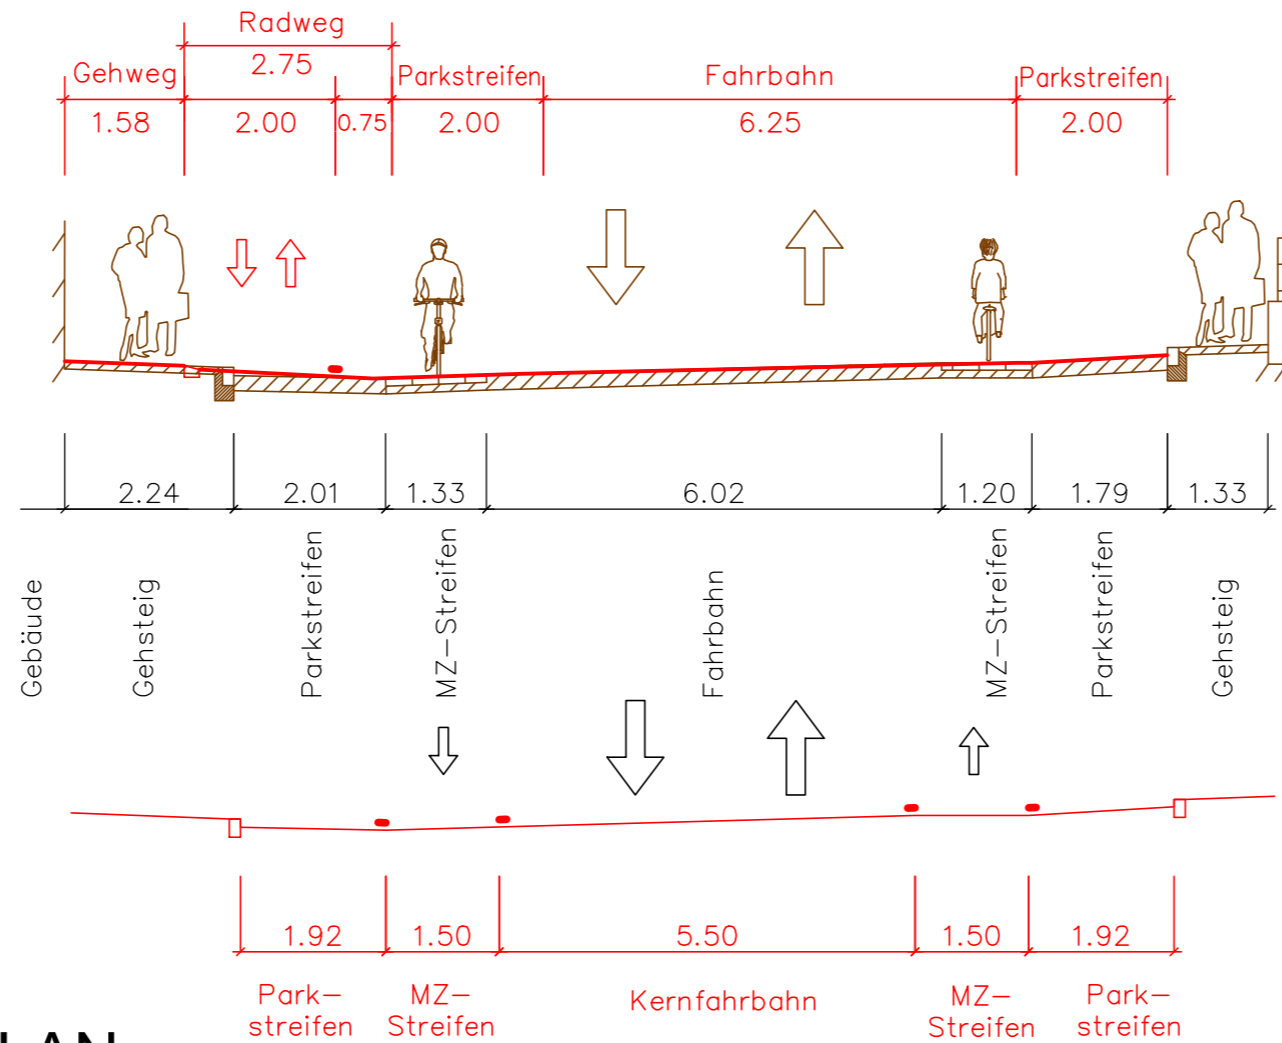 Radweg
2.75
Gehweg
Parkstreifen
Fahrbahn
Parkstreifen
1.58
2.00
0.75
2.00
6.25
2.00
2.24
2.01
1.33
6.02
1.20
1.79
1.33
Gebäude
Gehsteig
Parkstreifen
MZ-Streifen
Fahrbahn
MZ-Streifen
Parkstreifen
Gehsteig
1.92
1.50
5.50
1.50
1.92
Park-
streifen
MZ-
Streifen
Kernfahrbahn
MZ-
Streifen
Park-
streifen